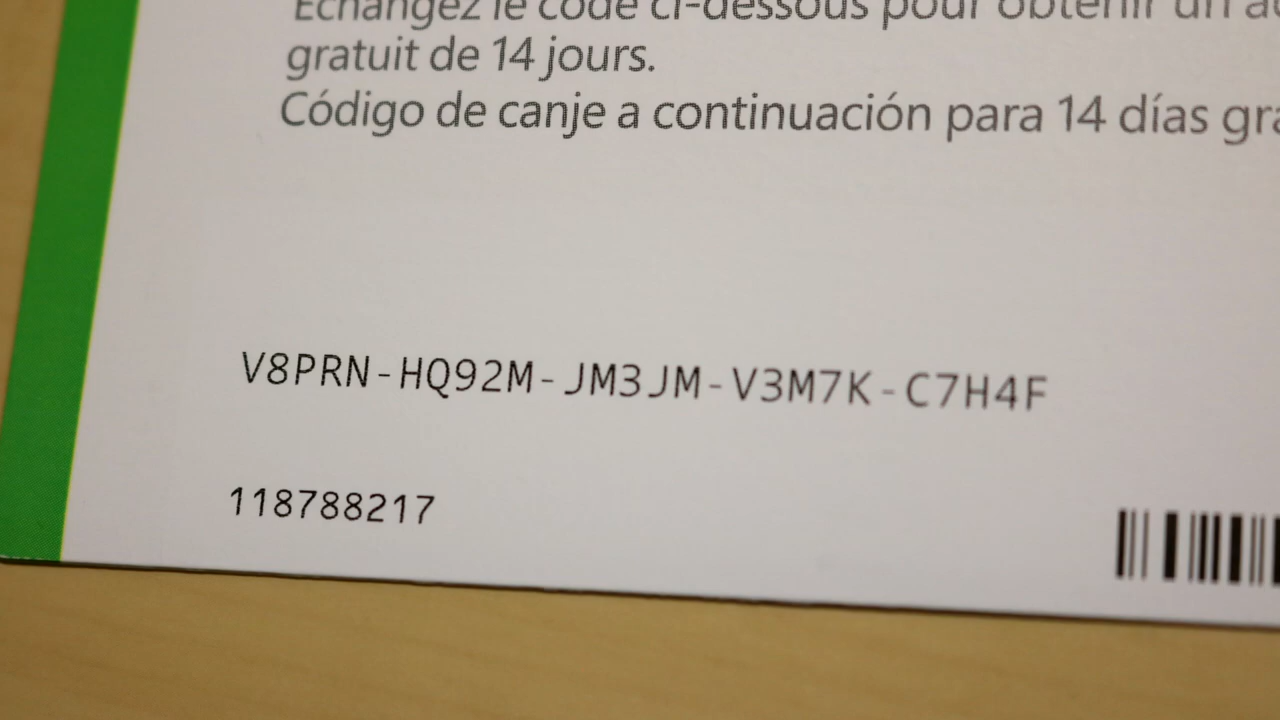 Échangez le code ci-dessous pour obtenir un
gratuit de 14 jours.
Código de canje a continuación para 14 días
V8PRN-HQ92M-JM3JM-V3M7K-C7H4F
118788217